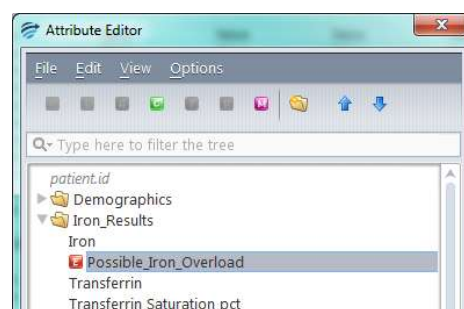 Attribute Editor
File Edit View Options
Type here to filter the tree
patient.id
Demographics
Iron_Results
Iron
Possible_Iron_Overload
Transferrin
Transferrin Saturation pct